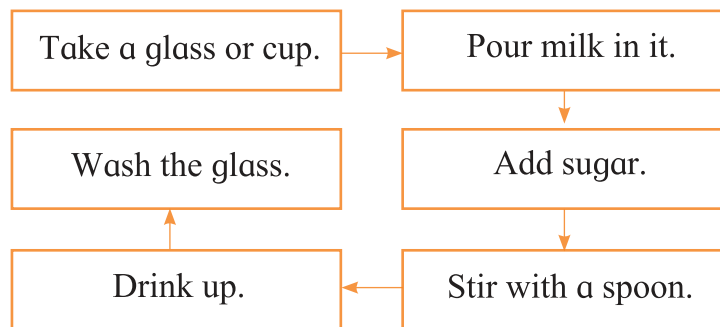 Take a glass or cup.
Pour milk in it.
Add sugar.
Stir with a spoon.
Drink up.
Wash the glass.